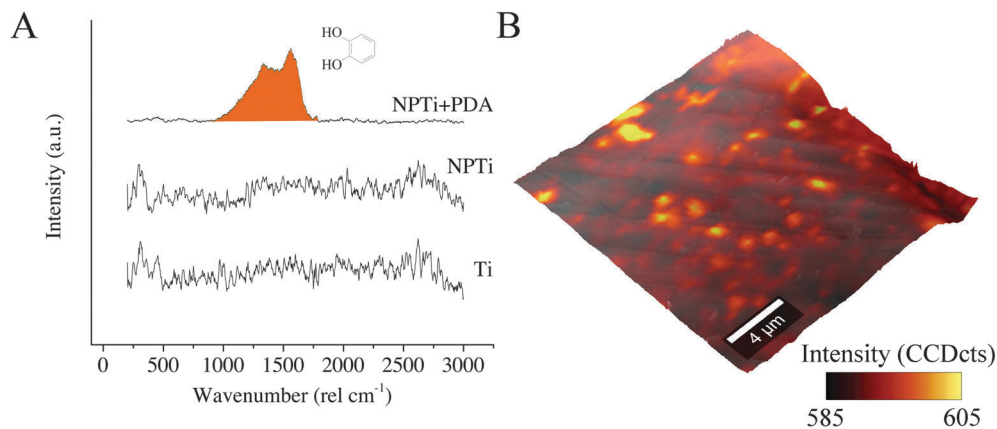 A
HO
HO
NPTi+PDA
NPTi
Ti
Intensity (a.u.)
0 500 1000 1500 2000 2500 3000
Wavenumber (rel cm⁻¹)
B
4 μm
Intensity (CCDcts)
585 605